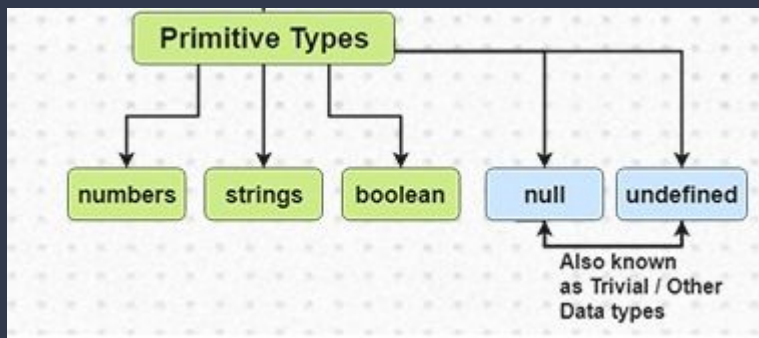 Primitive Types
numbers
strings
boolean
null
undefined
Also known
as Trivial / Other
Data types